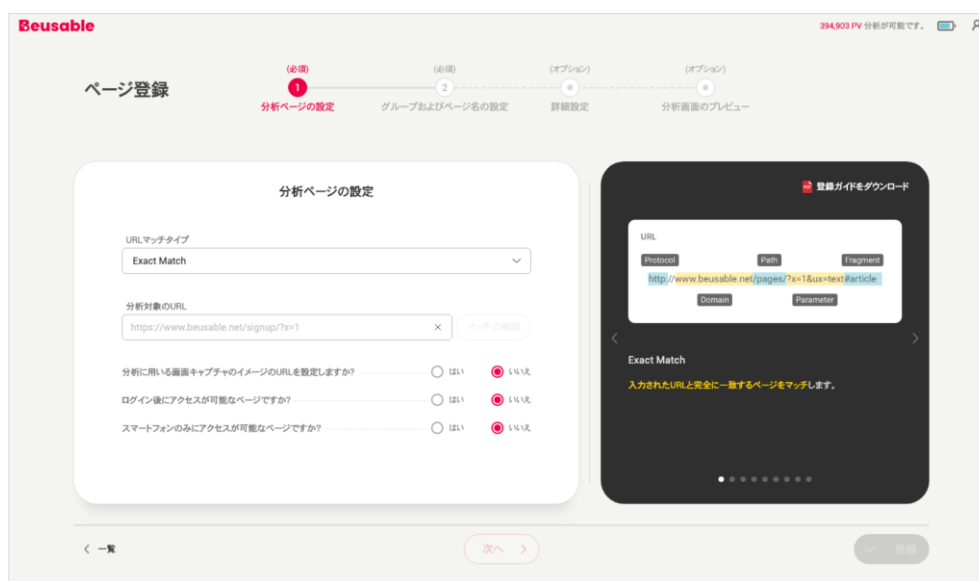 Beusable
394,903 PV 分析が可能です。
ページ登録
(必須)
1
分析ページの設定
(必須)
2
グループおよびページ名の設定
(オプション)
詳細設定
(オプション)
分析画面のプレビュー
分析ページの設定
URLマッチタイプ
Exact Match
分析対象のURL
https://www.beusable.net/signup/?x=1
マッチの確認
分析に用いる画面キャプチャのイメージのURLを設定しますか? はい いいえ
ログイン後にアクセスが可能なページですか? はい いいえ
スマートフォンのみにアクセスが可能なページですか? はい いいえ
登録ガイドをダウンロード
URL
Protocol Path Fragment
http://www.beusable.net/pages/?x=1&ux=text#article
Domain Parameter
Exact Match
入力されたURLと完全に一致するページをマッチします。
一覧
次へ
登録